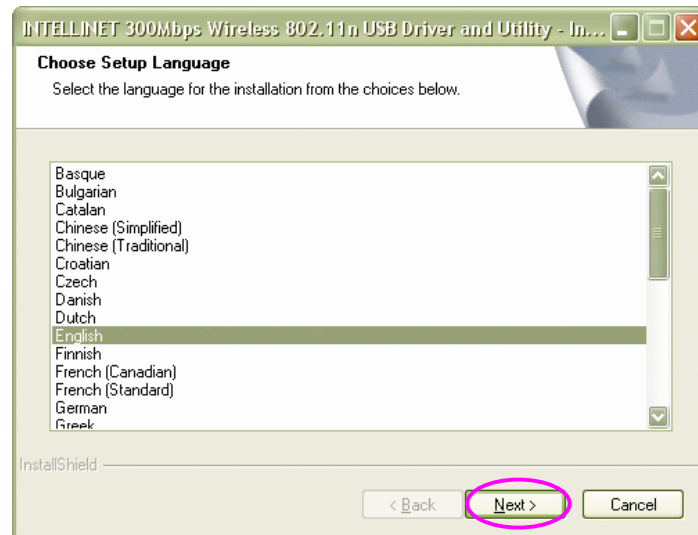 INTELLINET 300Mbps Wireless 802.11n USB Driver and Utility - In...
Choose Setup Language
Select the language for the installation from the choices below.
Basque
Bulgarian
Catalan
Chinese (Simplified)
Chinese (Traditional)
Croatian
Czech
Danish
Dutch
English
Finnish
French (Canadian)
French (Standard)
German
Greek
InstallShield
< Back Next > Cancel